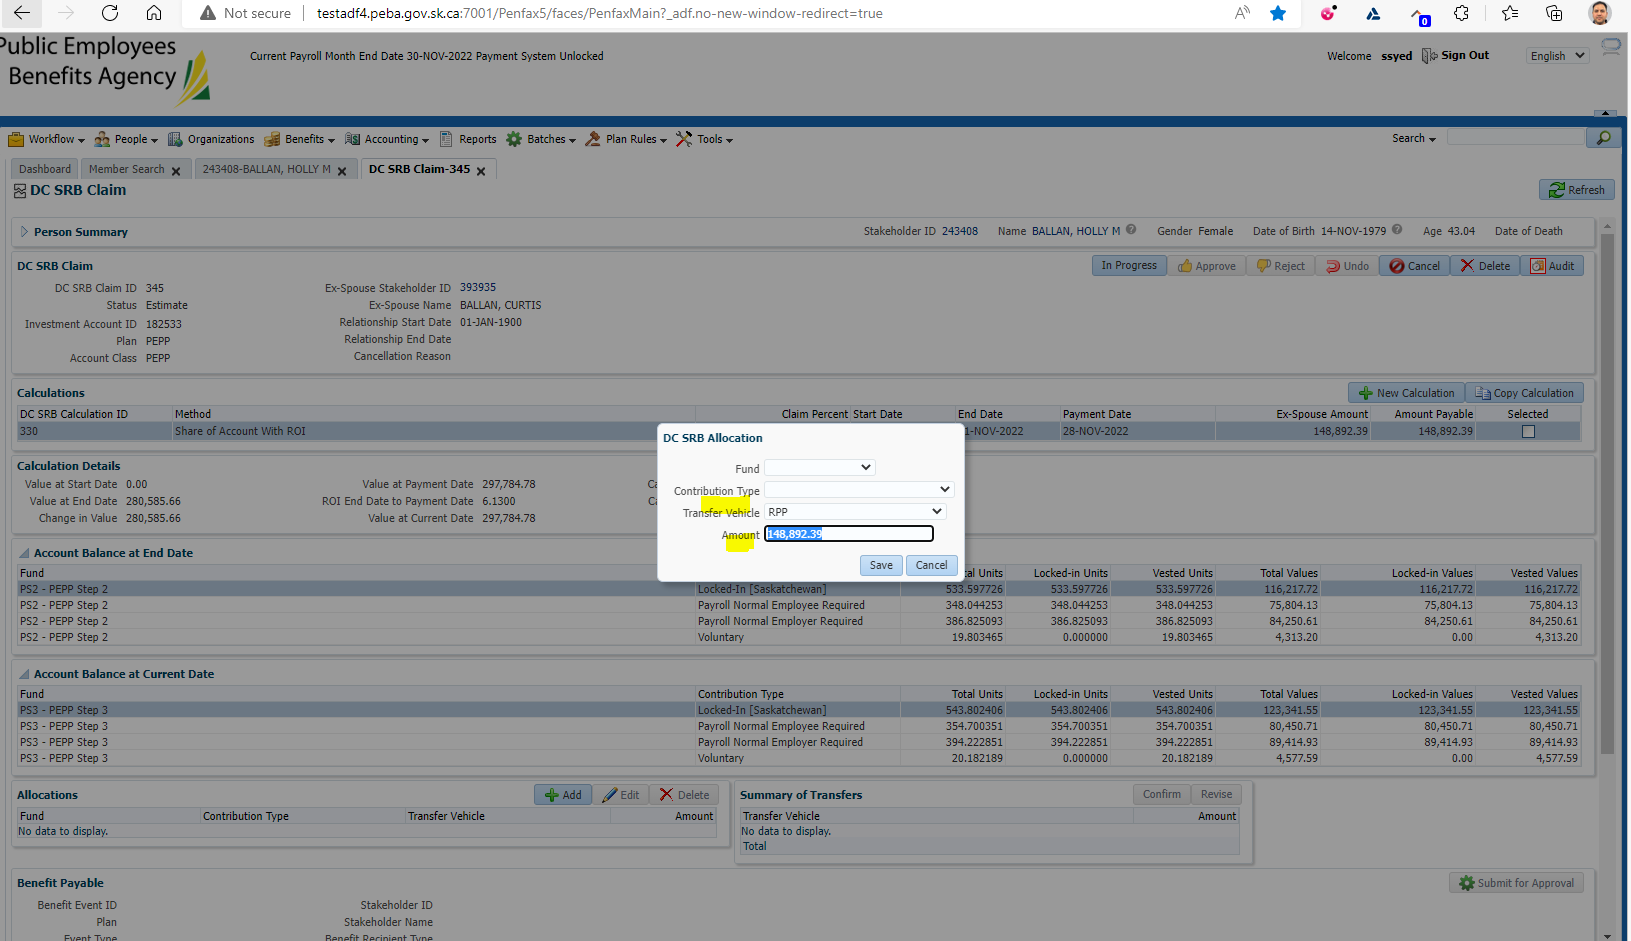 Not secure | testadf4.peba.gov.sk.ca:7001/Penfax5/faces/PenfaxMain?_adf.no-new-window-redirect=true
0
Public Employees
Benefits Agency
Current Payroll Month End Date 30-NOV-2022 Payment System Unlocked
Welcome ssyed Sign Out English
Workflow People Organizations Benefits Accounting Reports Batches Plan Rules Tools Search
Dashboard Member Search 243408-BALLAN, HOLLY M DC SRB Claim-345
DC SRB Claim Refresh
Person Summary Stakeholder ID 243408 Name BALLAN, HOLLY M Gender Female Date of Birth 14-NOV-1979 Age 43.04 Date of Death
DC SRB Claim In Progress Approve Reject Undo Cancel Delete Audit
DC SRB Claim ID 345 Ex-Spouse Stakeholder ID 393935
Status Estimate Ex-Spouse Name BALLAN, CURTIS
Investment Account ID 182533 Relationship Start Date 01-JAN-1900
Plan PEPP Relationship End Date
Account Class PEPP Cancellation Reason
Calculations New Calculation Copy Calculation
DC SRB Calculation ID Method Claim Percent Start Date End Date Payment Date Ex-Spouse Amount Amount Payable Selected
330 Share of Account With ROI 1-NOV-2022 28-NOV-2022 148,892.39 148,892.39
DC SRB Allocation
Fund
Contribution Type
Transfer Vehicle RPP
Amount 148,892.39
Save Cancel
Calculation Details
Value at Start Date 0.00 Value at Payment Date 297,784.78 Ca
Value at End Date 280,585.66 ROI End Date to Payment Date 6.1300 Ca
Change in Value 280,585.66 Value at Current Date 297,784.78
Account Balance at End Date
Fund al Units Locked-in Units Vested Units Total Values Locked-in Values Vested Values
PS2 - PEPP Step 2 Locked-In [Saskatchewan] 533.597726 533.597726 533.597726 116,217.72 116,217.72 116,217.72
PS2 - PEPP Step 2 Payroll Normal Employee Required 348.044253 348.044253 348.044253 75,804.13 75,804.13 75,804.13
PS2 - PEPP Step 2 Payroll Normal Employer Required 386.825093 386.825093 386.825093 84,250.61 84,250.61 84,250.61
PS2 - PEPP Step 2 Voluntary 19.803465 0.000000 19.803465 4,313.20 0.00 4,313.20
Account Balance at Current Date
Fund Contribution Type Total Units Locked-in Units Vested Units Total Values Locked-in Values Vested Values
PS3 - PEPP Step 3 Locked-In [Saskatchewan] 543.802406 543.802406 543.802406 123,341.55 123,341.55 123,341.55
PS3 - PEPP Step 3 Payroll Normal Employee Required 354.700351 354.700351 354.700351 80,450.71 80,450.71 80,450.71
PS3 - PEPP Step 3 Payroll Normal Employer Required 394.222851 394.222851 394.222851 89,414.93 89,414.93 89,414.93
PS3 - PEPP Step 3 Voluntary 20.182189 0.000000 20.182189 4,577.59 0.00 4,577.59
Allocations Add Edit Delete
Fund Contribution Type Transfer Vehicle Amount
No data to display.
Summary of Transfers Confirm Revise
Transfer Vehicle Amount
No data to display.
Total
Benefit Payable Submit for Approval
Benefit Event ID Stakeholder ID
Plan Stakeholder Name
Event Type Benefit Recipient Type